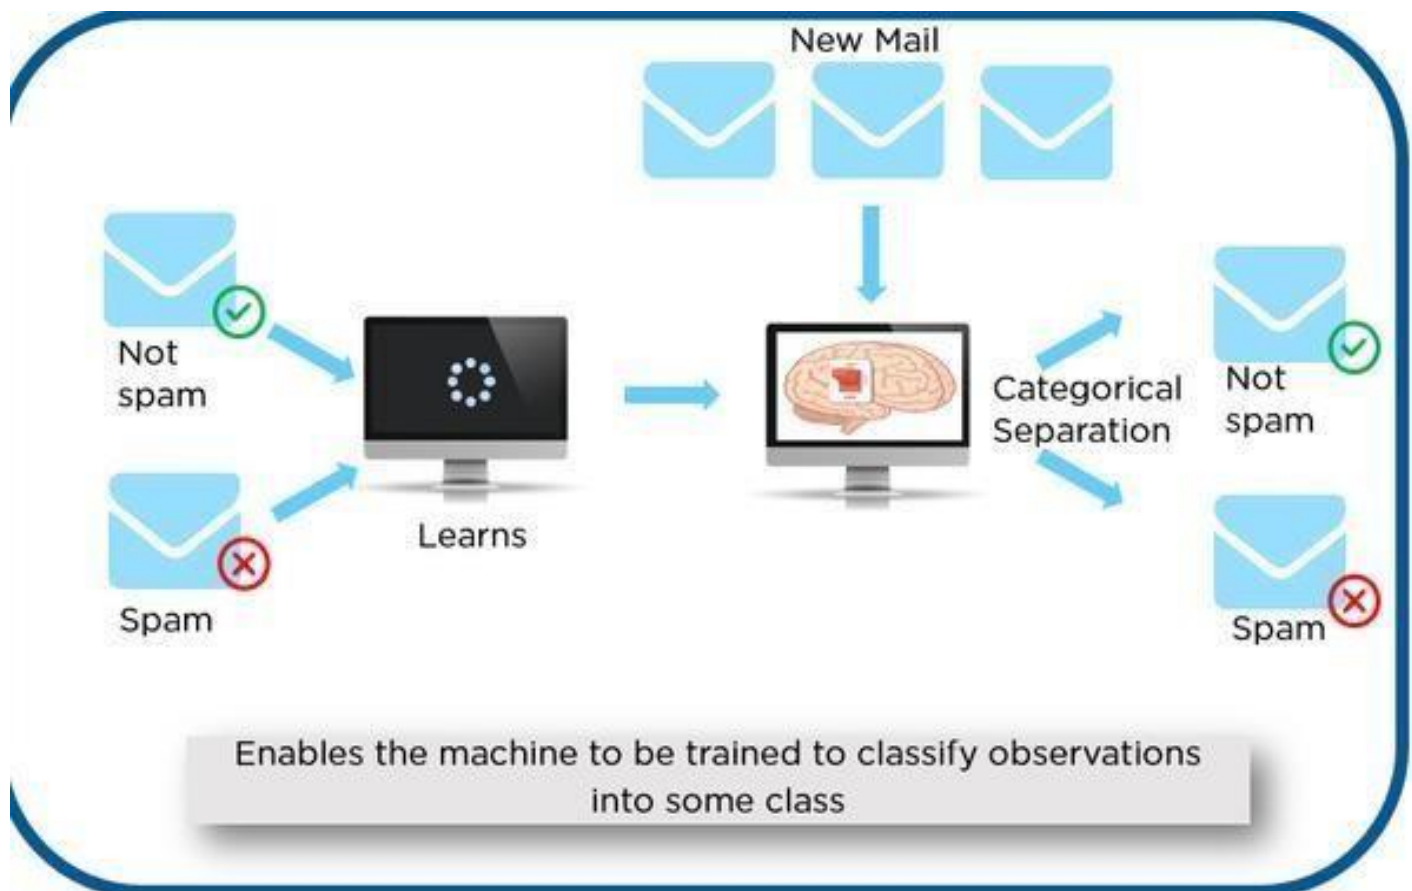 New Mail
Not
spam
Spam
Learns
Categorical
Separation
Not
spam
Spam
Enables the machine to be trained to classify observations
into some class